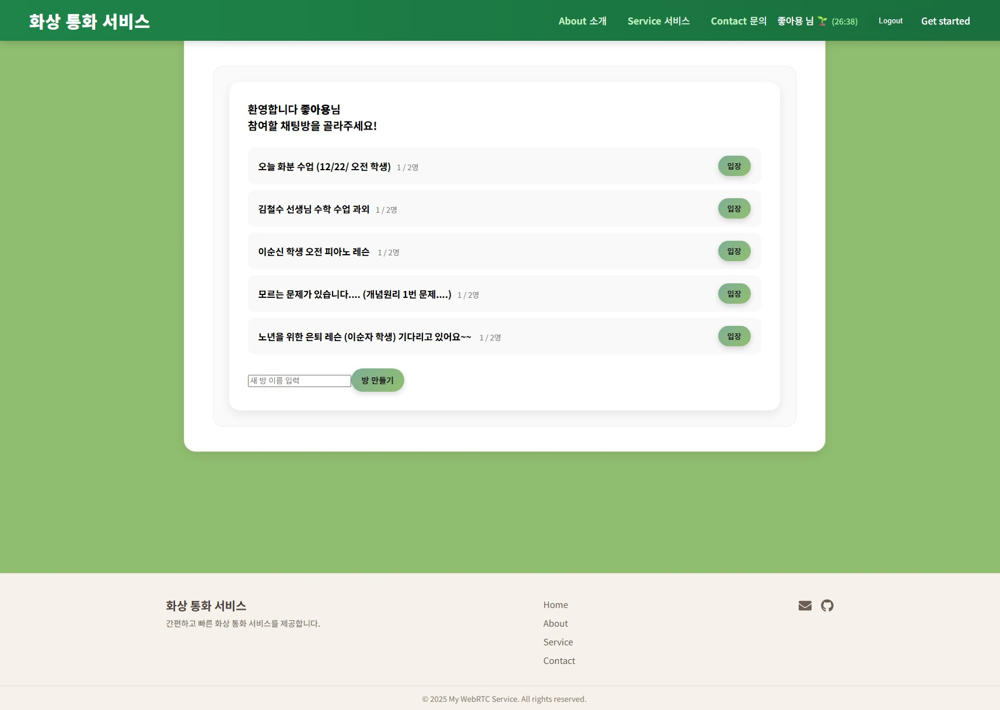 화상 통화 서비스
About 소개
Service 서비스
Contact 문의
좋아용 님 🌱 (26:38)
Logout
Get started
환영합니다 좋아용님
참여할 채팅방을 골라주세요!
오늘 화분 수업 (12/22/ 오전 학생) 1 / 2명
입장
김철수 선생님 수학 수업 과외 1 / 2명
입장
이순신 학생 오전 피아노 레슨 1 / 2명
입장
모르는 문제가 있습니다.... (개념원리 1번 문제....) 1 / 2명
입장
노년을 위한 은퇴 레슨 (이순자 학생) 기다리고 있어요~~ 1 / 2명
입장
새 방 이름 입력
방 만들기
화상 통화 서비스
간편하고 빠른 화상 통화 서비스를 제공합니다.
Home
About
Service
Contact
© 2025 My WebRTC Service. All rights reserved.